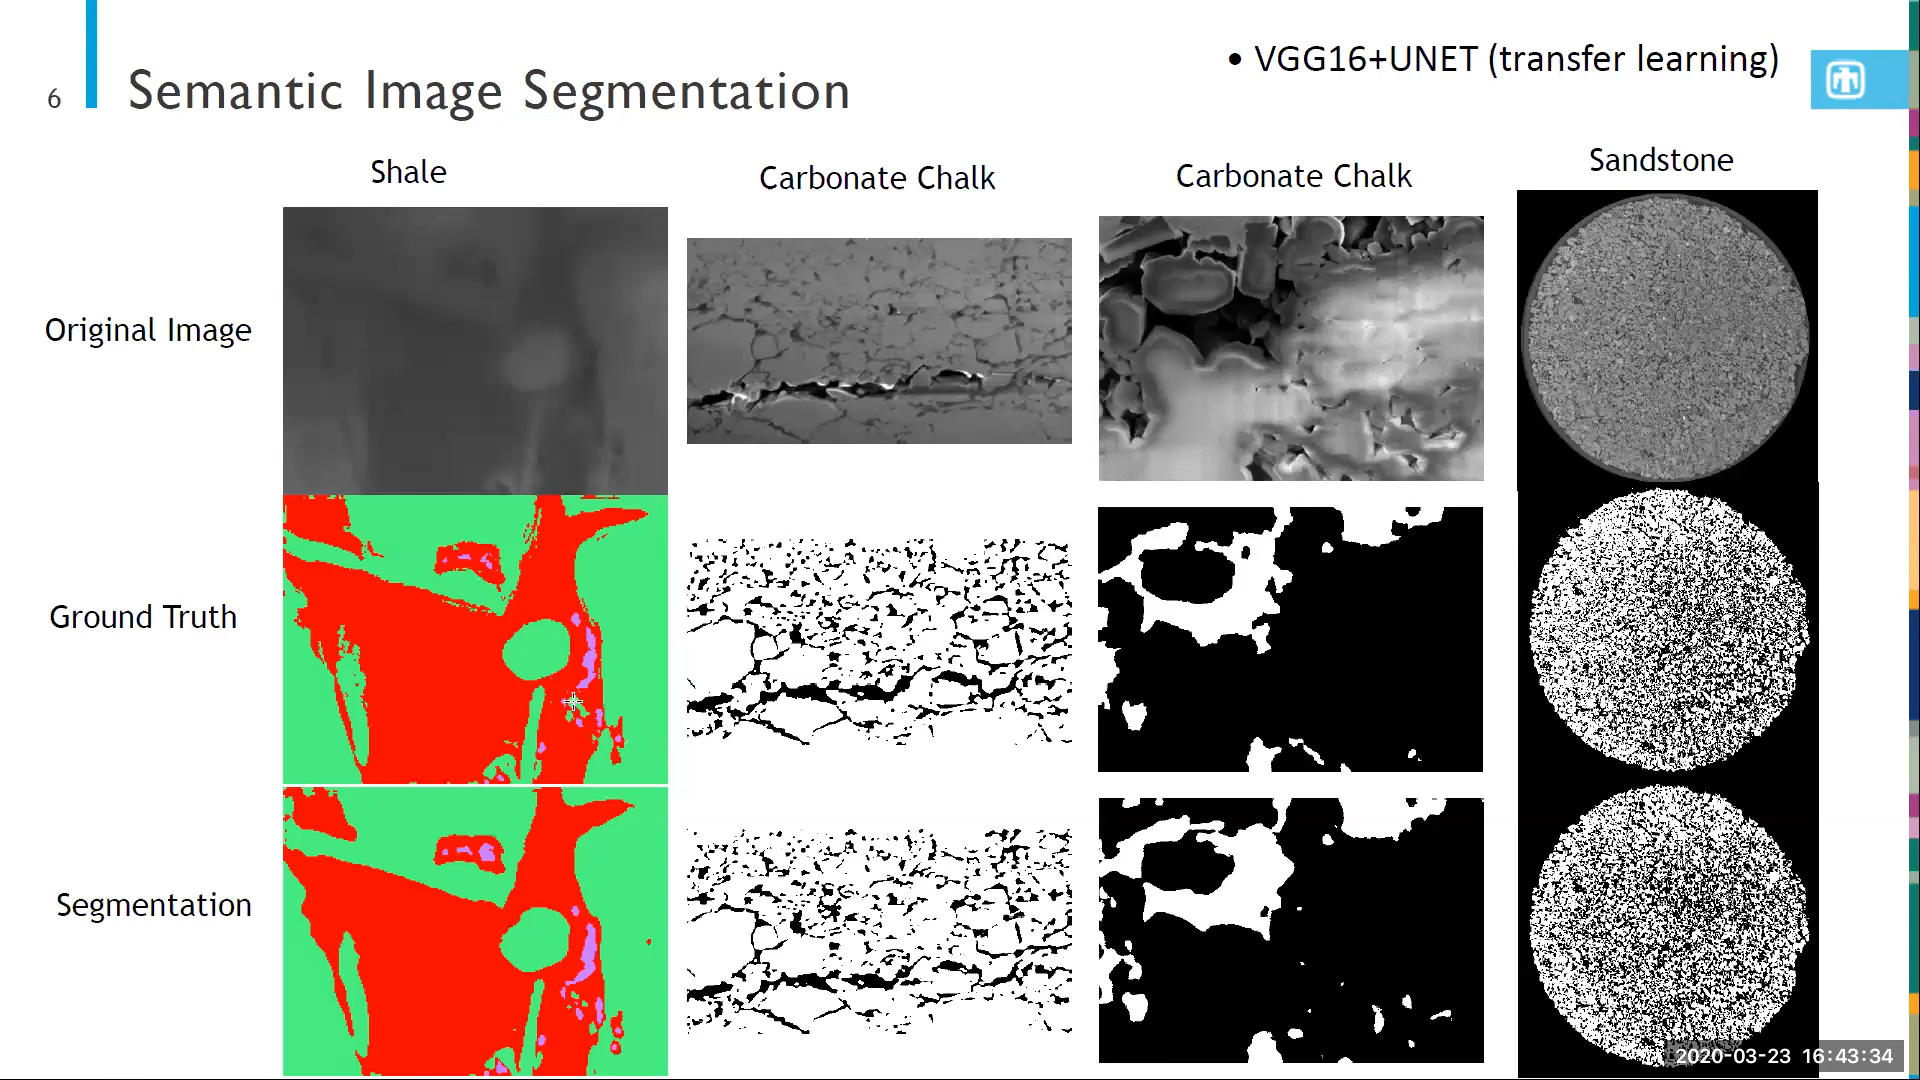 • VGG16+UNET (transfer learning)
6
Semantic Image Segmentation
Shale
Carbonate Chalk
Carbonate Chalk
Sandstone
Original Image
Ground Truth
Segmentation
2020-03-23 16:43:34